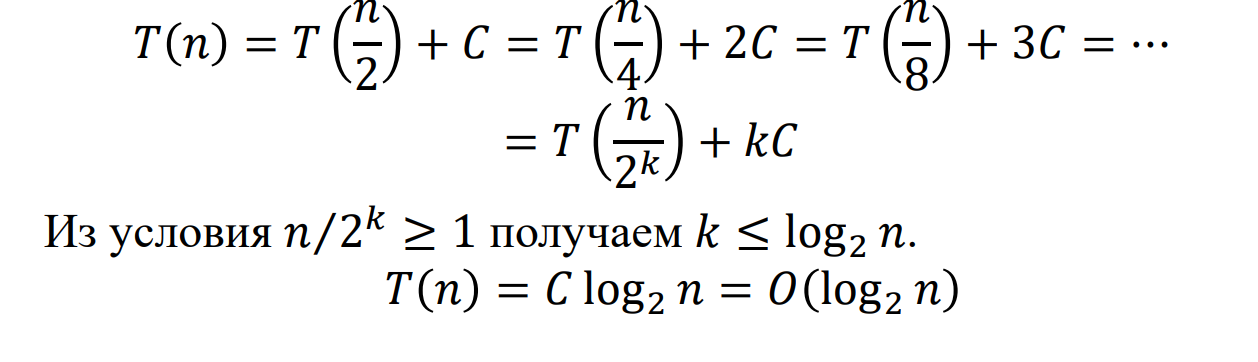 T(n) = T(n/2) + C = T(n/4) + 2C = T(n/8) + 3C = ⋯
= T(n/2^k) + kC
Из условия n/2^k ≥ 1 получаем k ≤ log₂ n.
T(n) = C log₂ n = O(log₂ n)